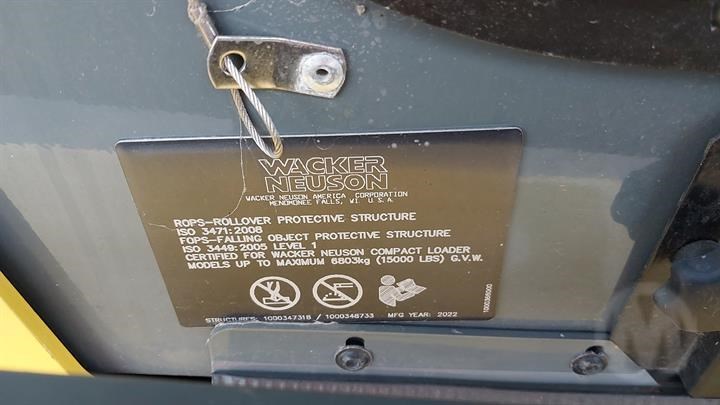 WACKER
NEUSON
WACKER NEUSON AMERICA CORPORATION
MENOMONEE FALLS, WI. U.S.A.
ROPS-ROLLOVER PROTECTIVE STRUCTURE
ISO 3471:2008
FOPS-FALLING OBJECT PROTECTIVE STRUCTURE
ISO 3449:2005 LEVEL 1
CERTIFIED FOR WACKER NEUSON COMPACT LOADER
MODELS UP TO MAXIMUM 6803kg (15000 LBS) G.V.W.
STRUCTURES: 1000347318 / 1000348733 MFG YEAR: 2022